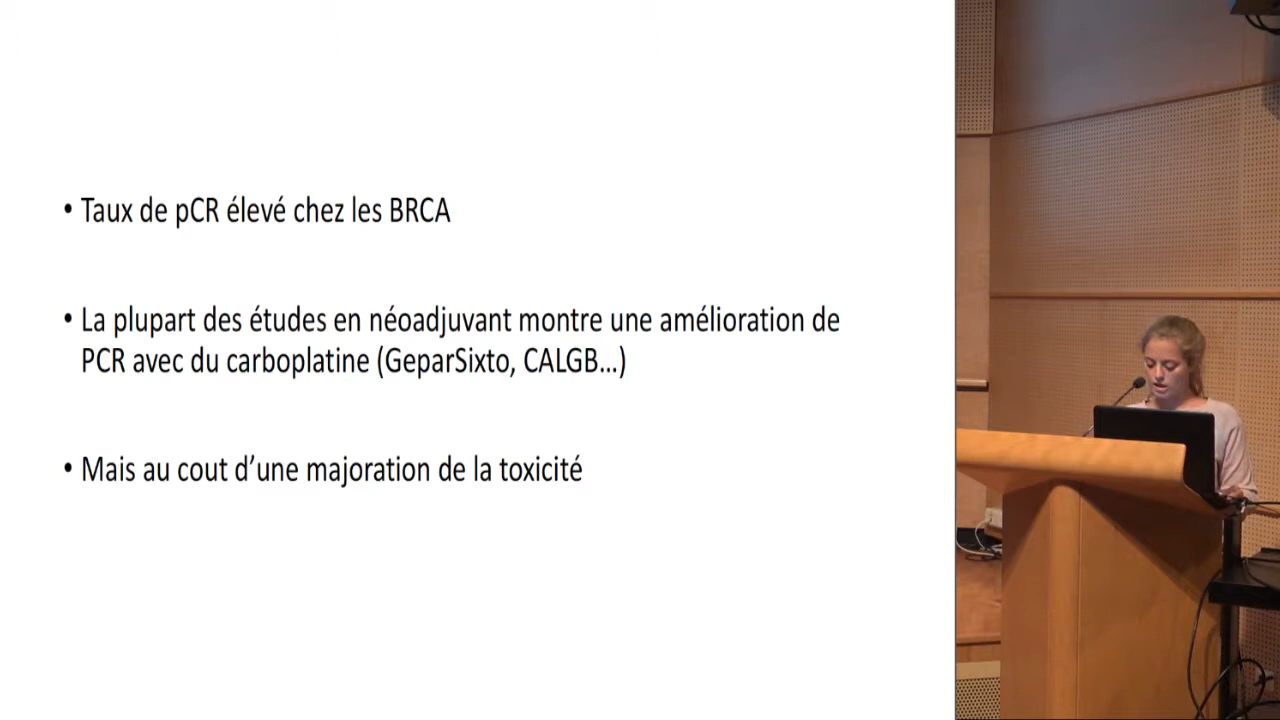 • Taux de pCR élevé chez les BRCA
• La plupart des études en néoadjuvant montre une amélioration de
PCR avec du carboplatine (GeparSixto, CALGB...)
• Mais au cout d’une majoration de la toxicité